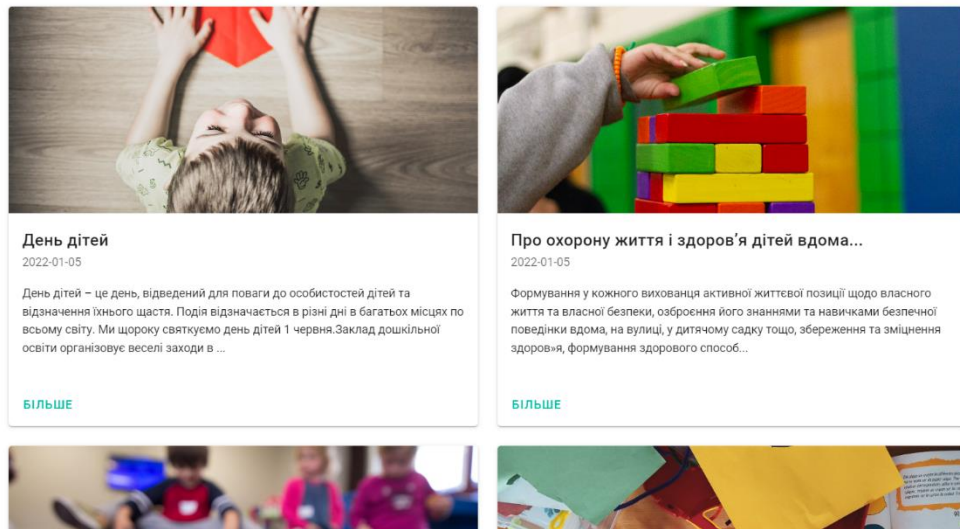 День дітей
2022-01-05
День дітей – це день, відведений для поваги до особистостей дітей та
відзначення їхнього щастя. Подія відзначається в різні дні в багатьох місцях по
всьому світу. Ми щороку святкуємо день дітей 1 червня.Заклад дошкільної
освіти організовує веселі заходи в ...
БІЛЬШЕ
Про охорону життя і здоров’я дітей вдома...
2022-01-05
Формування у кожного вихованця активної життєвої позиції щодо власного
життя та власної безпеки, озброєння його знаннями та навичками безпечної
поведінки вдома, на вулиці, у дитячому садку тощо, збереження та зміцнення
здоров»я, формування здорового способ...
БІЛЬШЕ